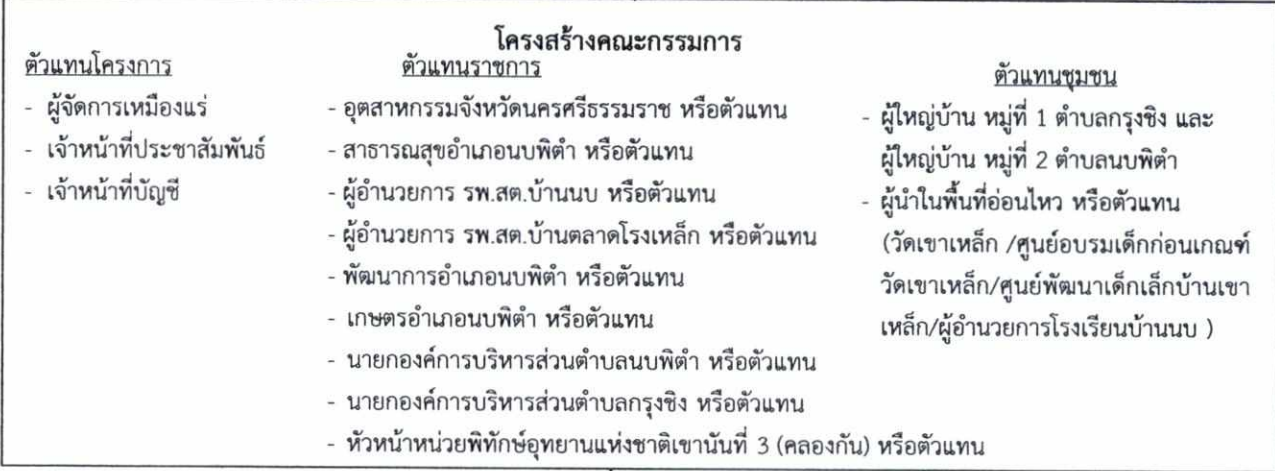 โครงสร้างคณะกรรมการ
ตัวแทนโครงการ
- ผู้จัดการเหมืองแร่
- เจ้าหน้าที่ประชาสัมพันธ์
- เจ้าหน้าที่บัญชี
ตัวแทนราชการ
- อุตสาหกรรมจังหวัดนครศรีธรรมราช หรือตัวแทน
- สาธารณสุขอำเภอนบพิตำ หรือตัวแทน
- ผู้อำนวยการ รพ.สต.บ้านนบ หรือตัวแทน
- ผู้อำนวยการ รพ.สต.บ้านตลาดโรงเหล็ก หรือตัวแทน
- พัฒนาการอำเภอนบพิตำ หรือตัวแทน
- เกษตรอำเภอนบพิตำ หรือตัวแทน
- นายกองค์การบริหารส่วนตำบลนบพิตำ หรือตัวแทน
- นายกองค์การบริหารส่วนตำบลกรุงชิง หรือตัวแทน
- หัวหน้าหน่วยพิทักษ์อุทยานแห่งชาติเขานันที่ 3 (คลองกัน) หรือตัวแทน
ตัวแทนชุมชน
- ผู้ใหญ่บ้าน หมู่ที่ 1 ตำบลกรุงชิง และ
ผู้ใหญ่บ้าน หมู่ที่ 2 ตำบลนบพิตำ
- ผู้นำในพื้นที่อ่อนไหว หรือตัวแทน
(วัดเขาเหล็ก /ศูนย์อบรมเด็กก่อนเกณฑ์
วัดเขาเหล็ก/ศูนย์พัฒนาเด็กเล็กบ้านเขา
เหล็ก/ผู้อำนวยการโรงเรียนบ้านนบ )